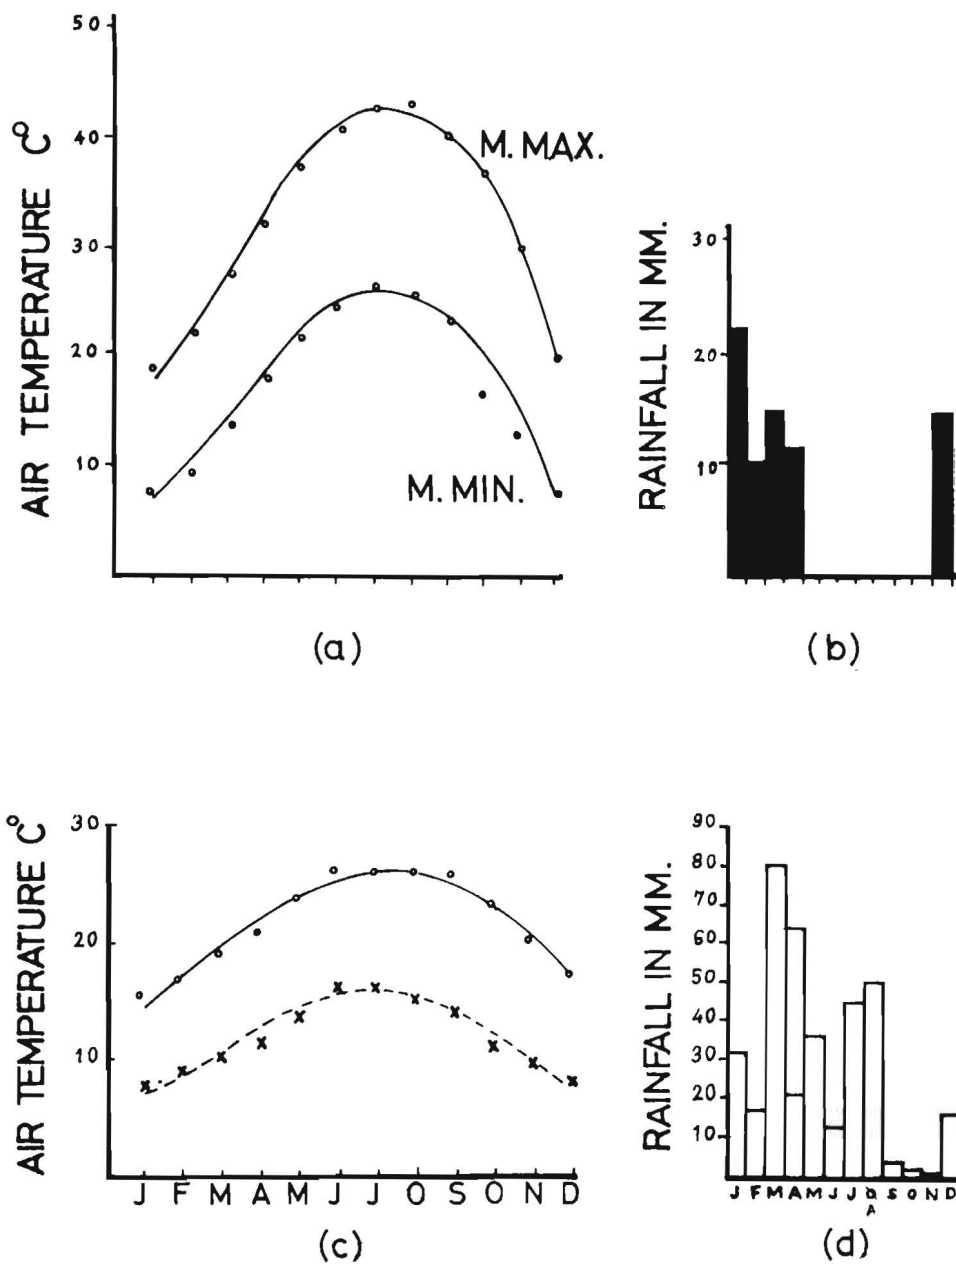 50
40
30
20
10
AIR TEMPERATURE C°
M. MAX.
M. MIN.
(a)
30
20
10
RAINFALL IN MM.
(b)
30
20
10
AIR TEMPERATURE C°
J F M A M J J O S O N D
(c)
90
80
70
60
50
40
30
20
10
RAINFALL IN MM.
J F M A M J J S O N D
A
(d)